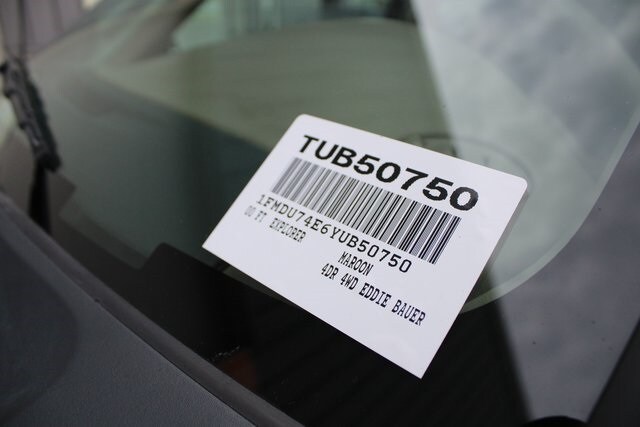 TUB50750
1FMDU74E6YUB50750
00 FT EXPLORER
MAROON
4DR 4WD EDDIE BAUER